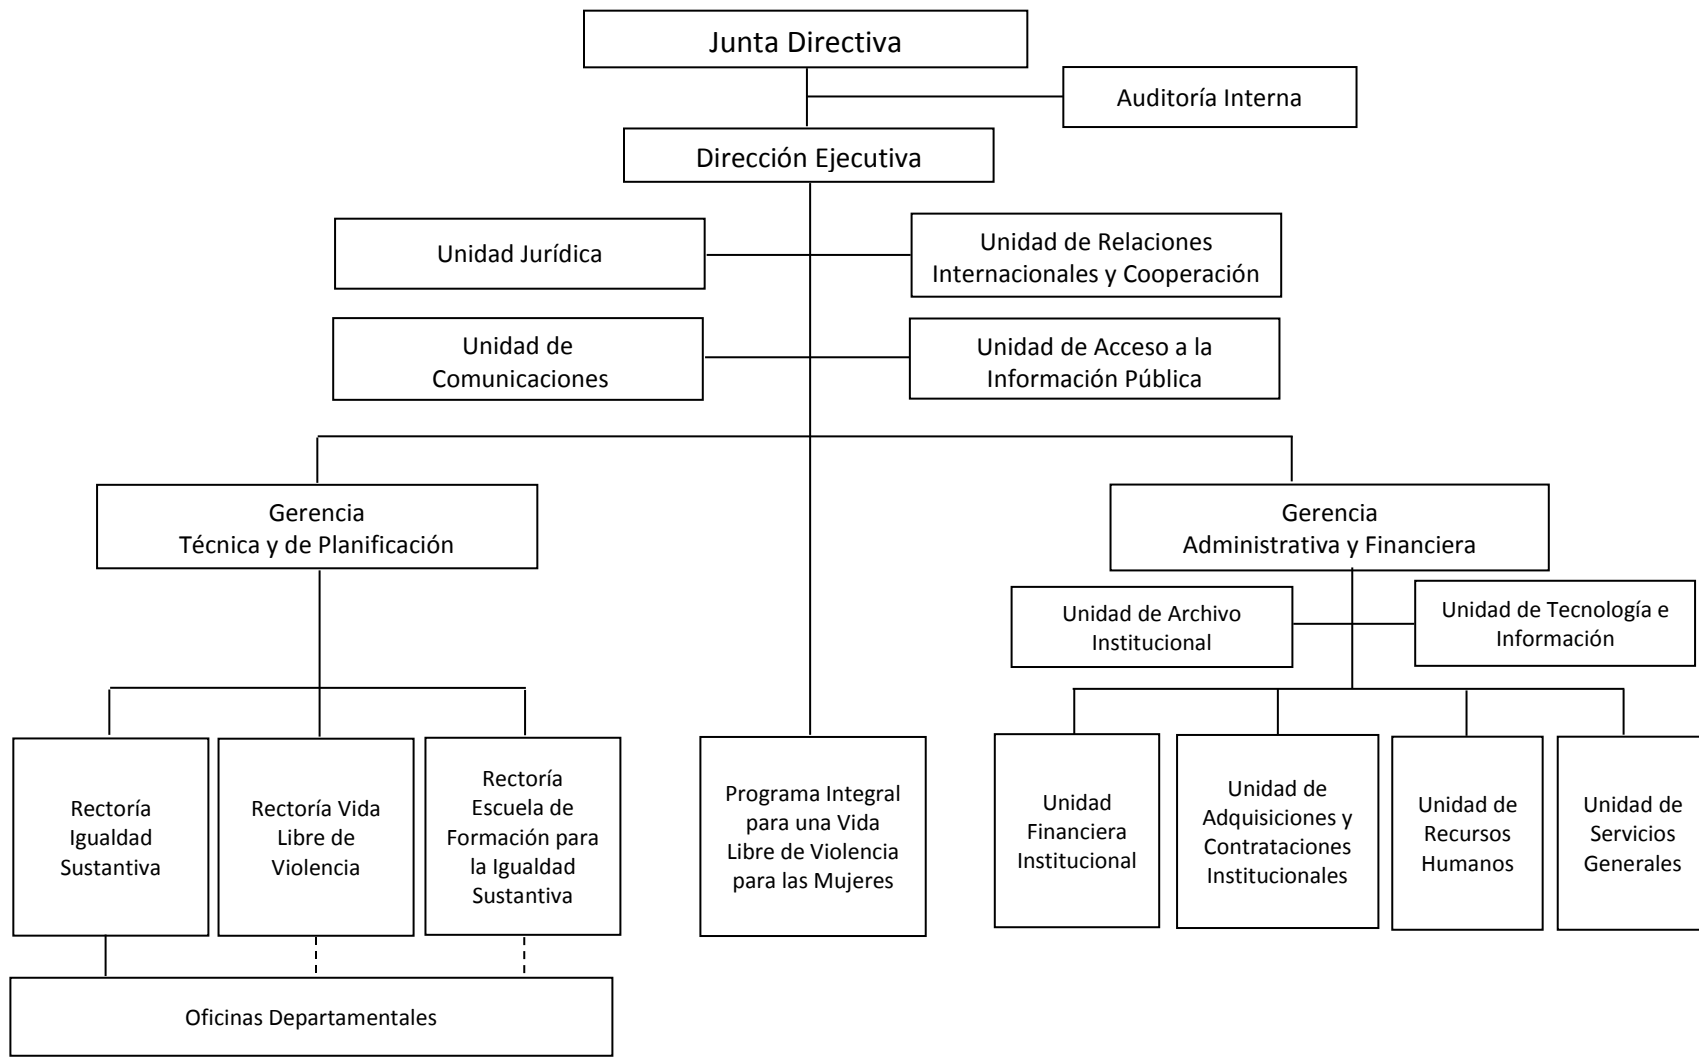 Junta Directiva
Auditoría Interna
Dirección Ejecutiva
Unidad Jurídica
Unidad de Relaciones
Internacionales y Cooperación
Unidad de
Comunicaciones
Unidad de Acceso a la
Información Pública
Gerencia
Técnica y de Planificación
Gerencia
Administrativa y Financiera
Unidad de Archivo
Institucional
Unidad de Tecnología e
Información
Rectoría
Igualdad
Sustantiva
Rectoría Vida
Libre de
Violencia
Rectoría
Escuela de
Formación para
la Igualdad
Sustantiva
Programa Integral
para una Vida
Libre de Violencia
para las Mujeres
Unidad
Financiera
Institucional
Unidad de
Adquisiciones y
Contrataciones
Institucionales
Unidad de
Recursos
Humanos
Unidad de
Servicios
Generales
Oficinas Departamentales